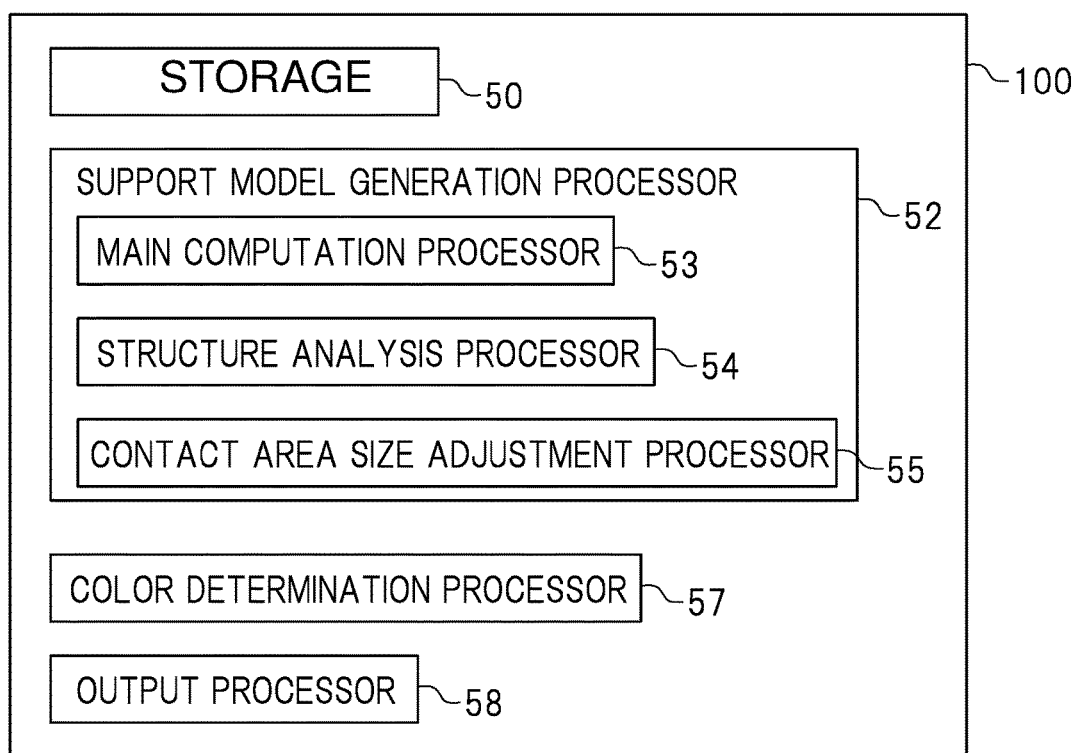 STORAGE
50
100
SUPPORT MODEL GENERATION PROCESSOR
52
MAIN COMPUTATION PROCESSOR
53
STRUCTURE ANALYSIS PROCESSOR
54
CONTACT AREA SIZE ADJUSTMENT PROCESSOR
55
COLOR DETERMINATION PROCESSOR
57
OUTPUT PROCESSOR
58